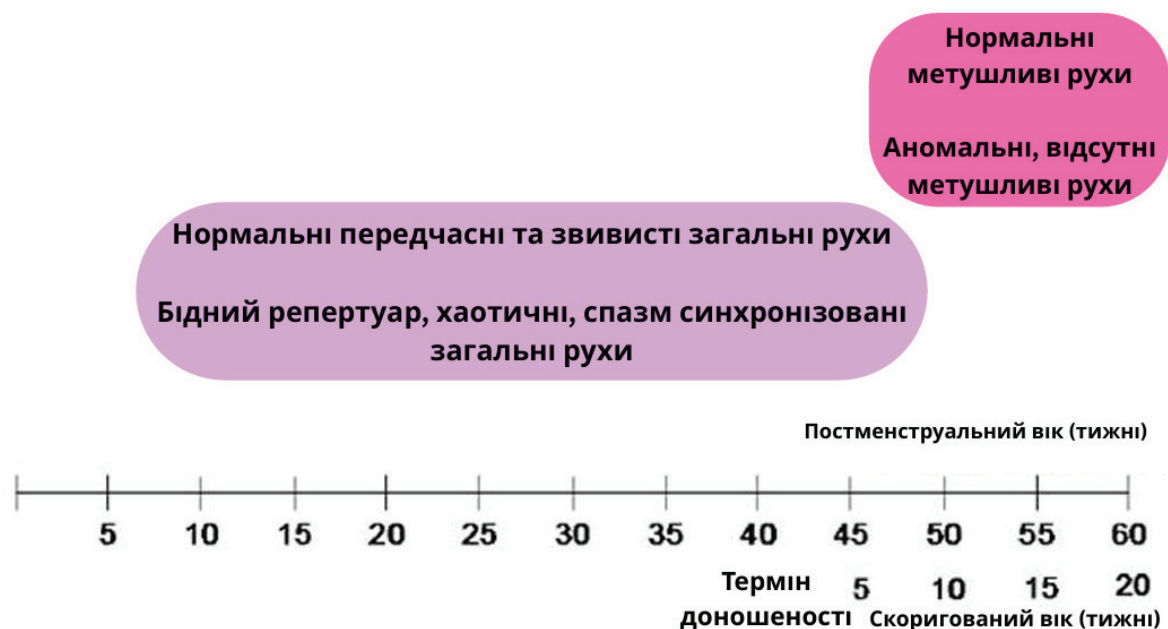 Нормальні
метушливі рухи
Аномальні, відсутні
метушливі рухи
Нормальні передчасні та звивисті загальні рухи
Бідний репертуар, хаотичні, спазм синхронізовані
загальні рухи
Постменструальний вік (тижні)
5 10 15 20 25 30 35 40 45 50 55 60
Термін
доношеності
5 10 15 20
Скоригований вік (тижні)